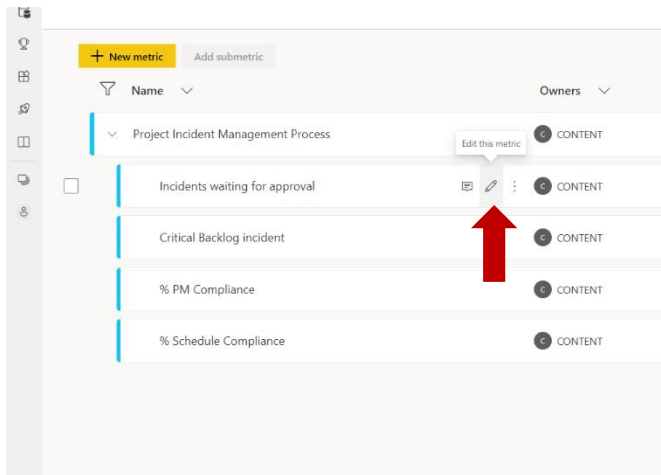 New metric
Add submetric
Name
Owners
Project Incident Management Process
Edit this metric
C CONTENT
Incidents waiting for approval
C CONTENT
Critical Backlog incident
C CONTENT
% PM Compliance
C CONTENT
% Schedule Compliance
C CONTENT